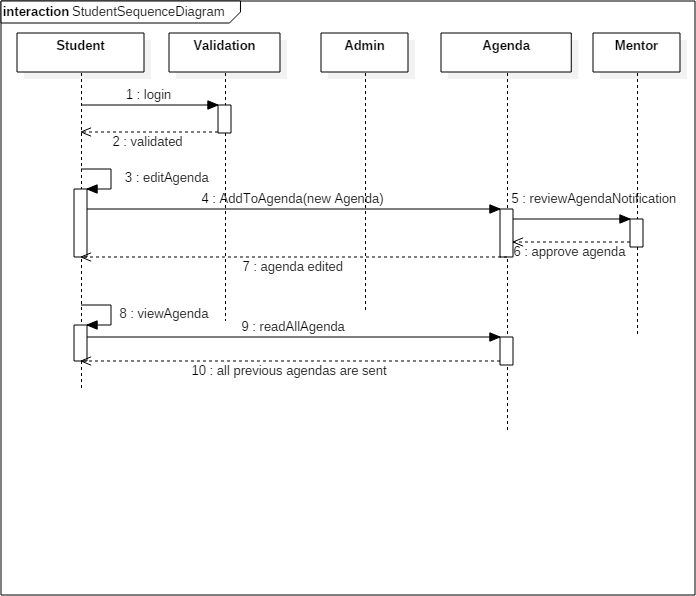 interaction StudentSequenceDiagram
Student
Validation
Admin
Agenda
Mentor
1 : login
2 : validated
3 : editAgenda
4 : AddToAgenda(new Agenda)
5 : reviewAgendaNotification
6 : approve agenda
7 : agenda edited
8 : viewAgenda
9 : readAllAgenda
10 : all previous agendas are sent